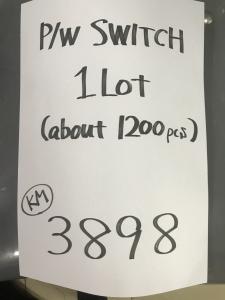 P/W SWITCH
1 Lot
(about 1200 pcs)
KM
3898